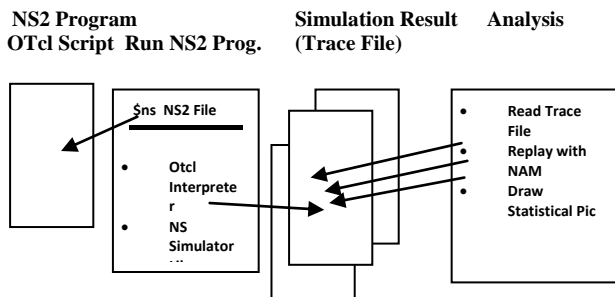 NS2 Program Simulation Result Analysis
OTcl Script Run NS2 Prog. (Trace File)
$ns NS2 File
• Otcl
Interprete
r
• NS
Simulator
• Read Trace
File
• Replay with
NAM
• Draw
Statistical Pic